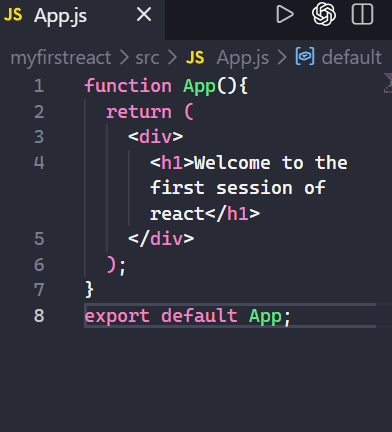 JS App.js ×
myfirstreact > src > JS App.js > default
1 function App(){
2 return (
3 <div>
4 <h1>Welcome to the
first session of
react</h1>
5 </div>
6 );
7 }
8 export default App;